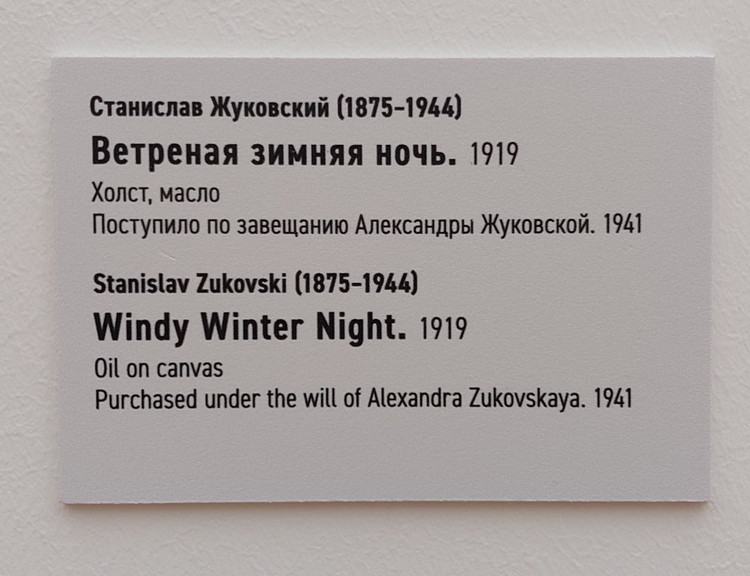 Станислав Жуковский (1875–1944)
Ветреная зимняя ночь. 1919
Холст, масло
Поступило по завещанию Александры Жуковской. 1941
Stanislav Zukovski (1875–1944)
Windy Winter Night. 1919
Oil on canvas
Purchased under the will of Alexandra Zukovskaya. 1941